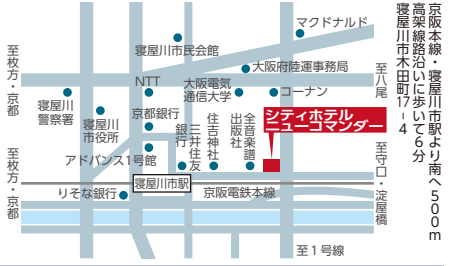 京阪本線・寝屋川市駅より南へ500m
高架線路沿いに歩いて6分
寝屋川市木田町17-4
マクドナルド
寝屋川市民会館
至枚方・京都
大阪府陸運事務局
至八尾
NTT
大阪電気
通信大学
コーナン
寝屋川
警察署
寝屋川
市役所
京都銀行
シティホテル
ニューコマンダー
全音楽譜
出版社
住吉神社
三井住友
銀行
アドバンス1号館
至枚方・京都
至守口・淀屋橋
寝屋川市駅
りそな銀行
京阪電鉄本線
至1号線